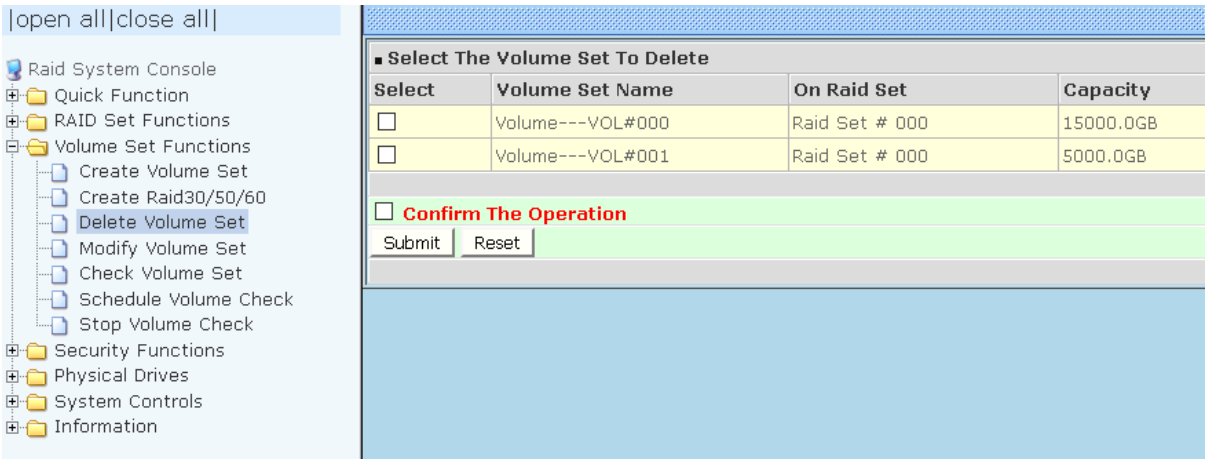 |open all|close all|
Raid System Console
Quick Function
RAID Set Functions
Volume Set Functions
Create Volume Set
Create Raid30/50/60
Delete Volume Set
Modify Volume Set
Check Volume Set
Schedule Volume Check
Stop Volume Check
Security Functions
Physical Drives
System Controls
Information
Select The Volume Set To Delete
Select Volume Set Name On Raid Set Capacity
Volume---VOL#000 Raid Set # 000 15000.0GB
Volume---VOL#001 Raid Set # 000 5000.0GB
Confirm The Operation
Submit Reset